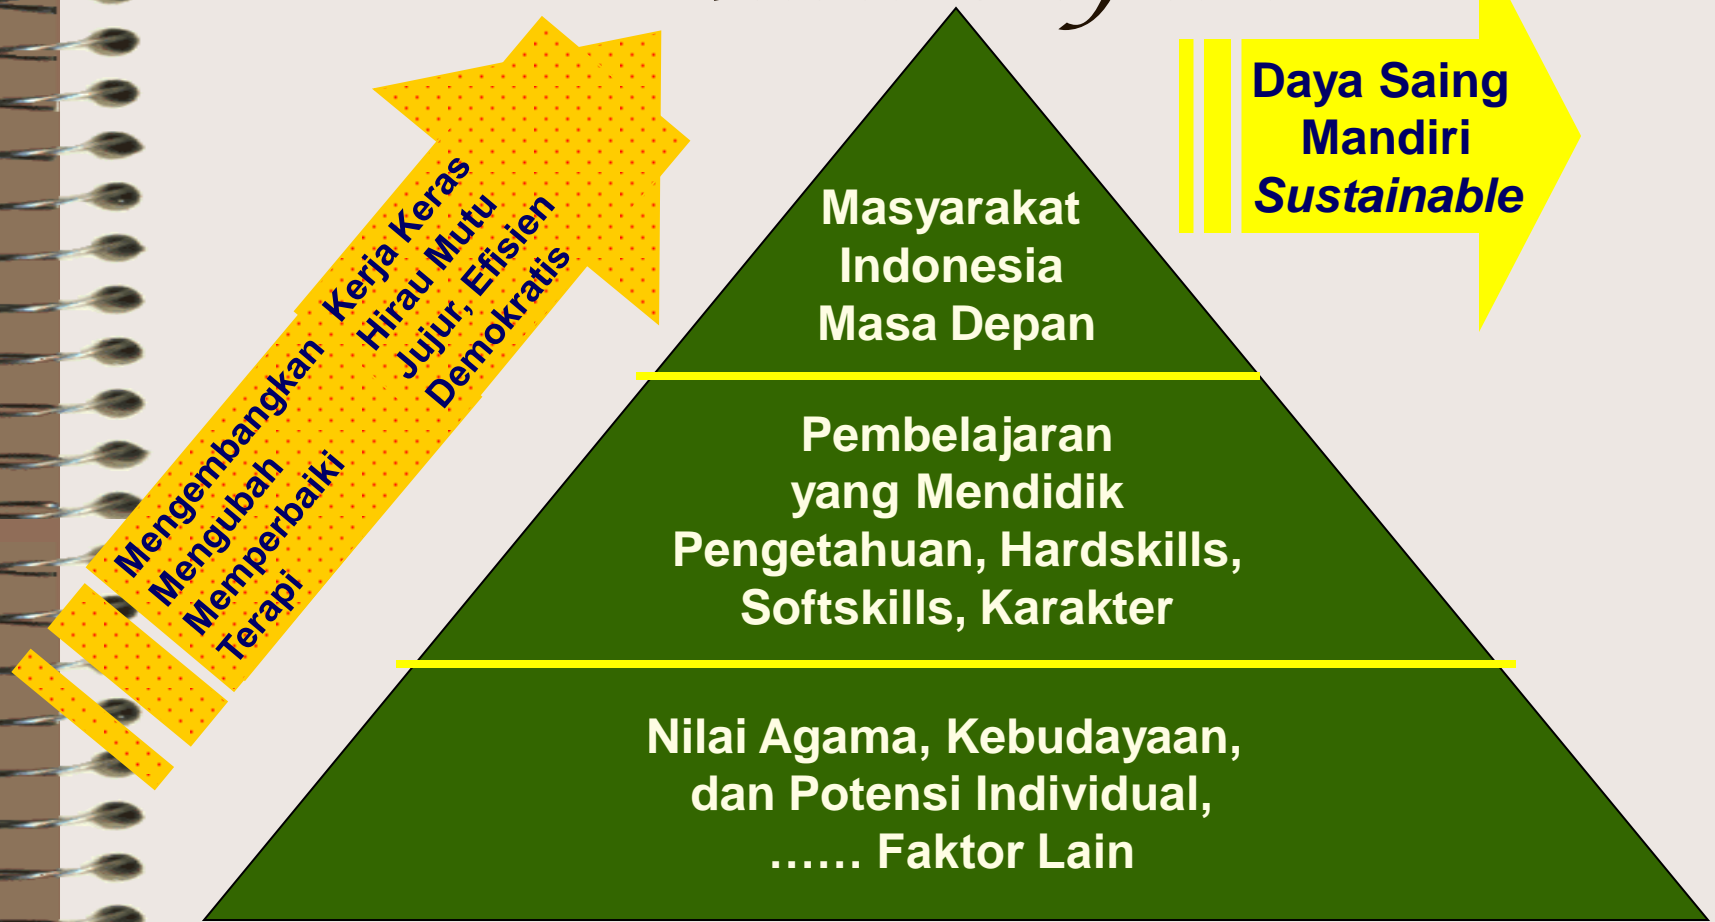 Daya Saing
Mandiri
Sustainable
Kerja Keras
Hirau Mutu
Jujur, Efisien
Demokratis
Mengembangkan
Mengubah
Memperbaiki
Terapi
Masyarakat
Indonesia
Masa Depan
Pembelajaran
yang Mendidik
Pengetahuan, Hardskills,
Softskills, Karakter
Nilai Agama, Kebudayaan,
dan Potensi Individual,
...... Faktor Lain